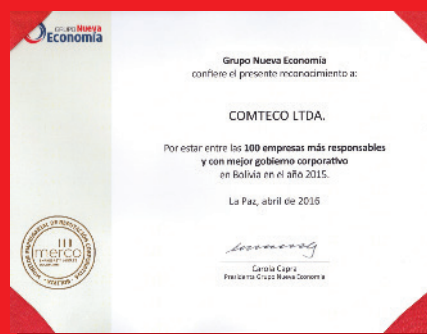 GRUPO Nueva
Economía
Grupo Nueva Economía
confiere el presente reconocimiento a:
COMTECO LTDA.
Por estar entre las 100 empresas más responsables
y con mejor gobierno corporativo
en Bolivia en el año 2015.
La Paz, abril de 2016
Carola Capra
Presidenta Grupo Nueva Economía
merco